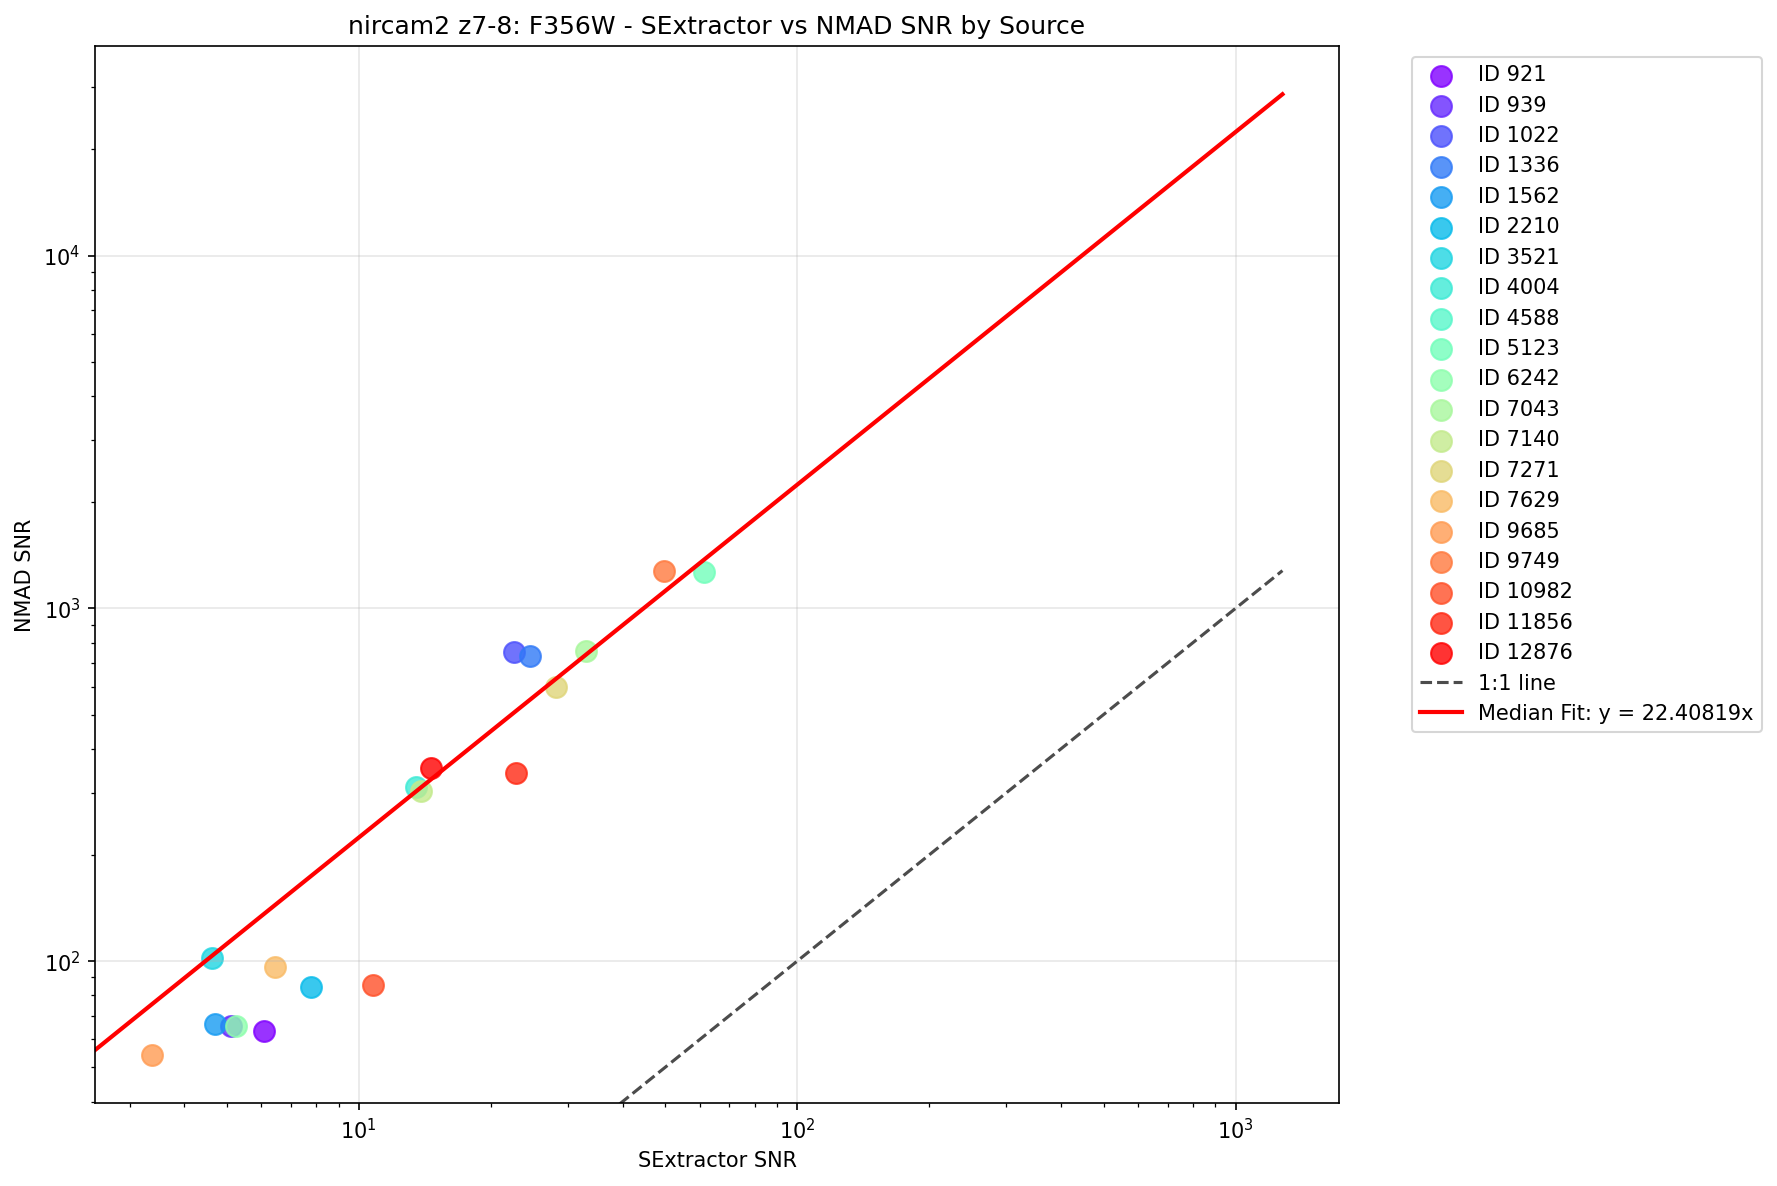 nircam2 z7-8: F356W - SExtractor vs NMAD SNR by Source
NMAD SNR
10^4
10^3
10^2
10^1
10^2
10^3
SExtractor SNR
ID 921
ID 939
ID 1022
ID 1336
ID 1562
ID 2210
ID 3521
ID 4004
ID 4588
ID 5123
ID 6242
ID 7043
ID 7140
ID 7271
ID 7629
ID 9685
ID 9749
ID 10982
ID 11856
ID 12876
1:1 line
Median Fit: y = 22.40819x